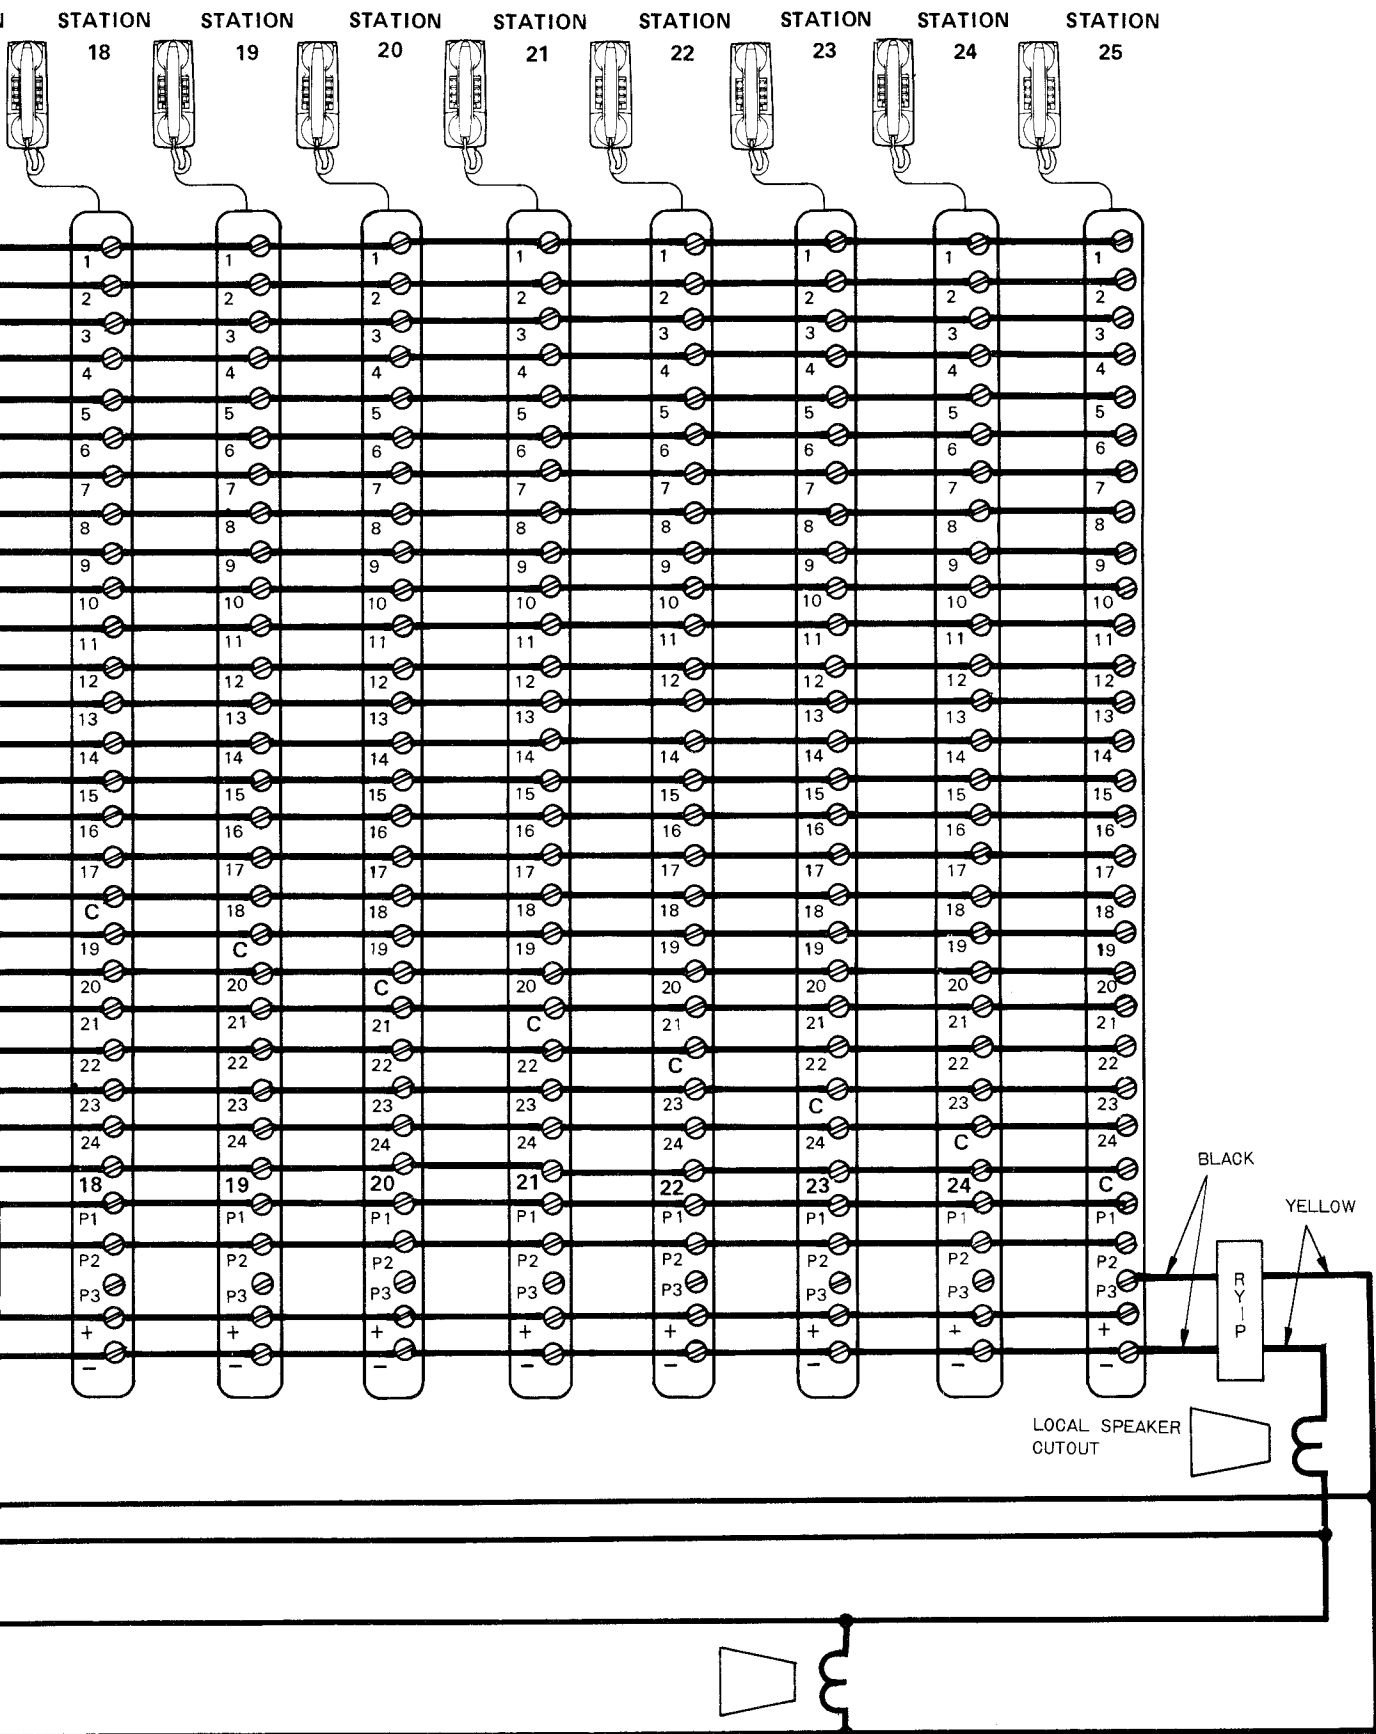 N STATION STATION STATION STATION STATION STATION STATION STATION
18 19 20 21 22 23 24 25
1 1 1 1 1 1 1 1
2 2 2 2 2 2 2 2
3 3 3 3 3 3 3 3
4 4 4 4 4 4 4 4
5 5 5 5 5 5 5 5
6 6 6 6 6 6 6 6
7 7 7 7 7 7 7 7
8 8 8 8 8 8 8 8
9 9 9 9 9 9 9 9
10 10 10 10 10 10 10 10
11 11 11 11 11 11 11 11
12 12 12 12 12 12 12 12
13 13 13 13 13 13 13
14 14 14 14 14 14 14 14
15 15 15 15 15 15 15 15
16 16 16 16 16 16 16 16
17 17 17 17 17 17 17 17
C 18 18 18 18 18 18 18
19 C 19 19 19 19 19 19
20 20 C 20 20 20 20 20
21 21 21 C 21 21 21 21
22 22 22 22 C 22 22 22
23 23 23 23 23 C 23 23
24 24 24 24 24 24 C 24
18 19 20 21 22 23 24 C
P1 P1 P1 P1 P1 P1 P1 P1
P2 P2 P2 P2 P2 P2 P2 P2
P3 P3 P3 P3 P3 P3 P3 P3
+ + + + + + + +
− − − − − − − −
BLACK
YELLOW
RY-P
LOCAL SPEAKER
CUTOUT